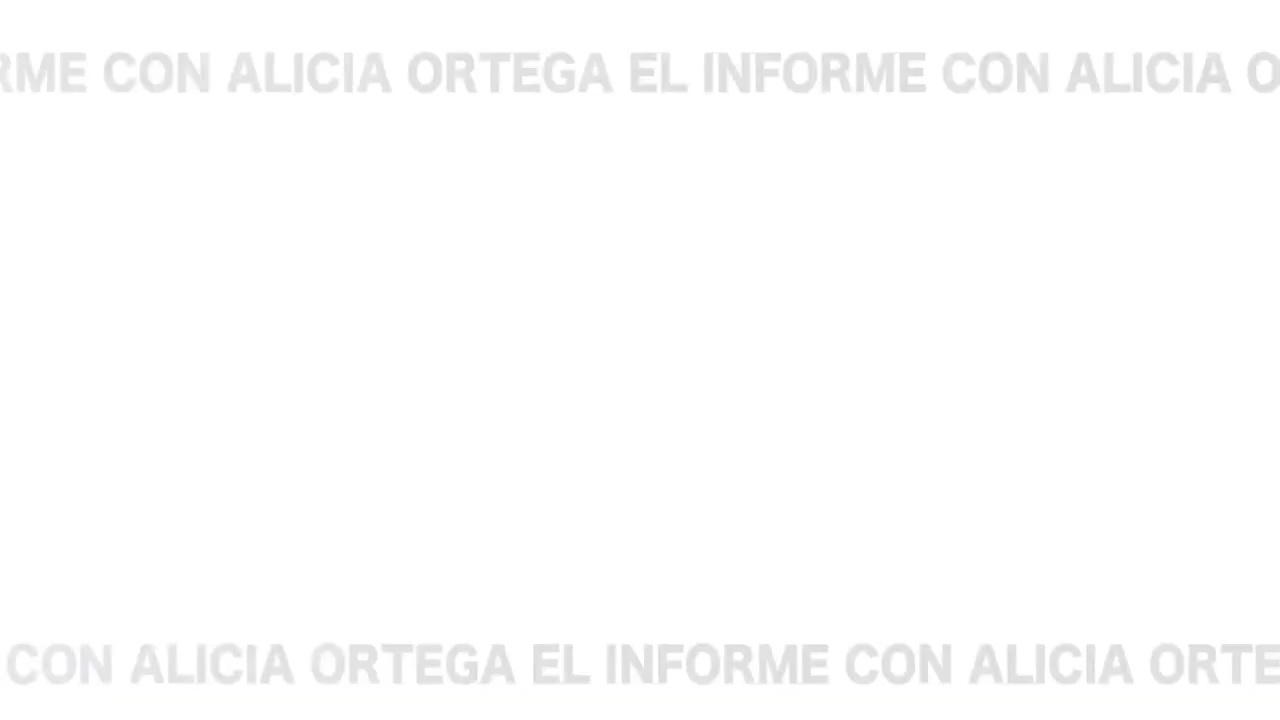 RME CON ALICIA ORTEGA EL INFORME CON ALICIA O
CON ALICIA ORTEGA EL INFORME CON ALICIA ORTE